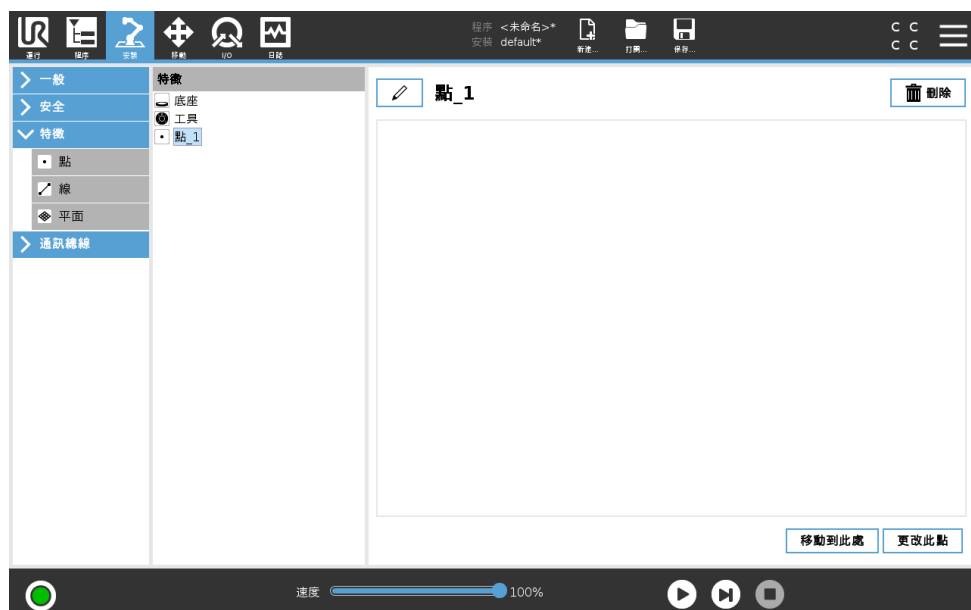 UR
運行
程序
安裝
移動
I/O
日誌
程序 <未命名>*
安裝 default*
新建...
打開...
保存...
C C
C C
一般
安全
特徵
點
線
平面
通訊總線
特徵
底座
工具
點_1
點_1
刪除
移動到此處
更改此點
速度
100%